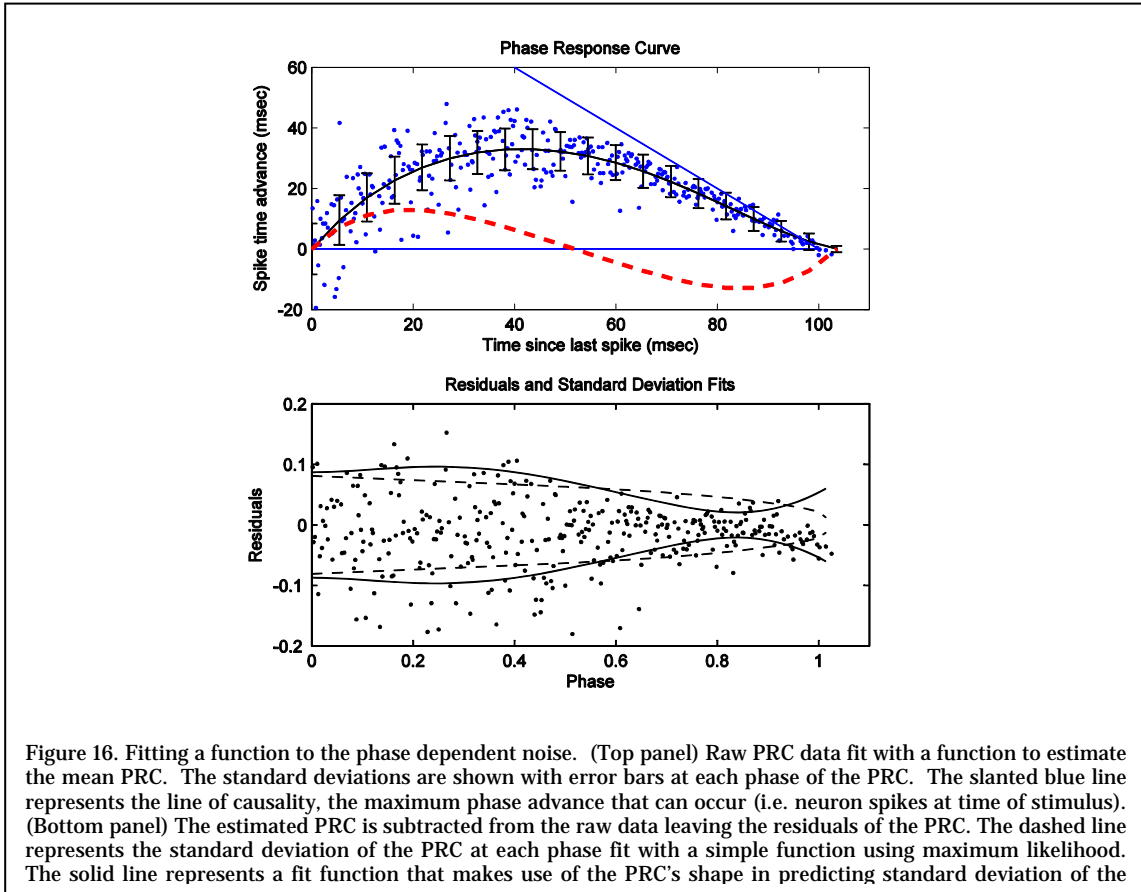 Phase Response Curve
60
40
20
0
-20
Spike time advance (msec)
0 20 40 60 80 100
Time since last spike (msec)
Residuals and Standard Deviation Fits
0.2
0.1
0
-0.1
-0.2
Residuals
0 0.2 0.4 0.6 0.8 1
Phase
Figure 16. Fitting a function to the phase dependent noise. (Top panel) Raw PRC data fit with a function to estimate
the mean PRC. The standard deviations are shown with error bars at each phase of the PRC. The slanted blue line
represents the line of causality, the maximum phase advance that can occur (i.e. neuron spikes at time of stimulus).
(Bottom panel) The estimated PRC is subtracted from the raw data leaving the residuals of the PRC. The dashed line
represents the standard deviation of the PRC at each phase fit with a simple function using maximum likelihood.
The solid line represents a fit function that makes use of the PRC's shape in predicting standard deviation of the